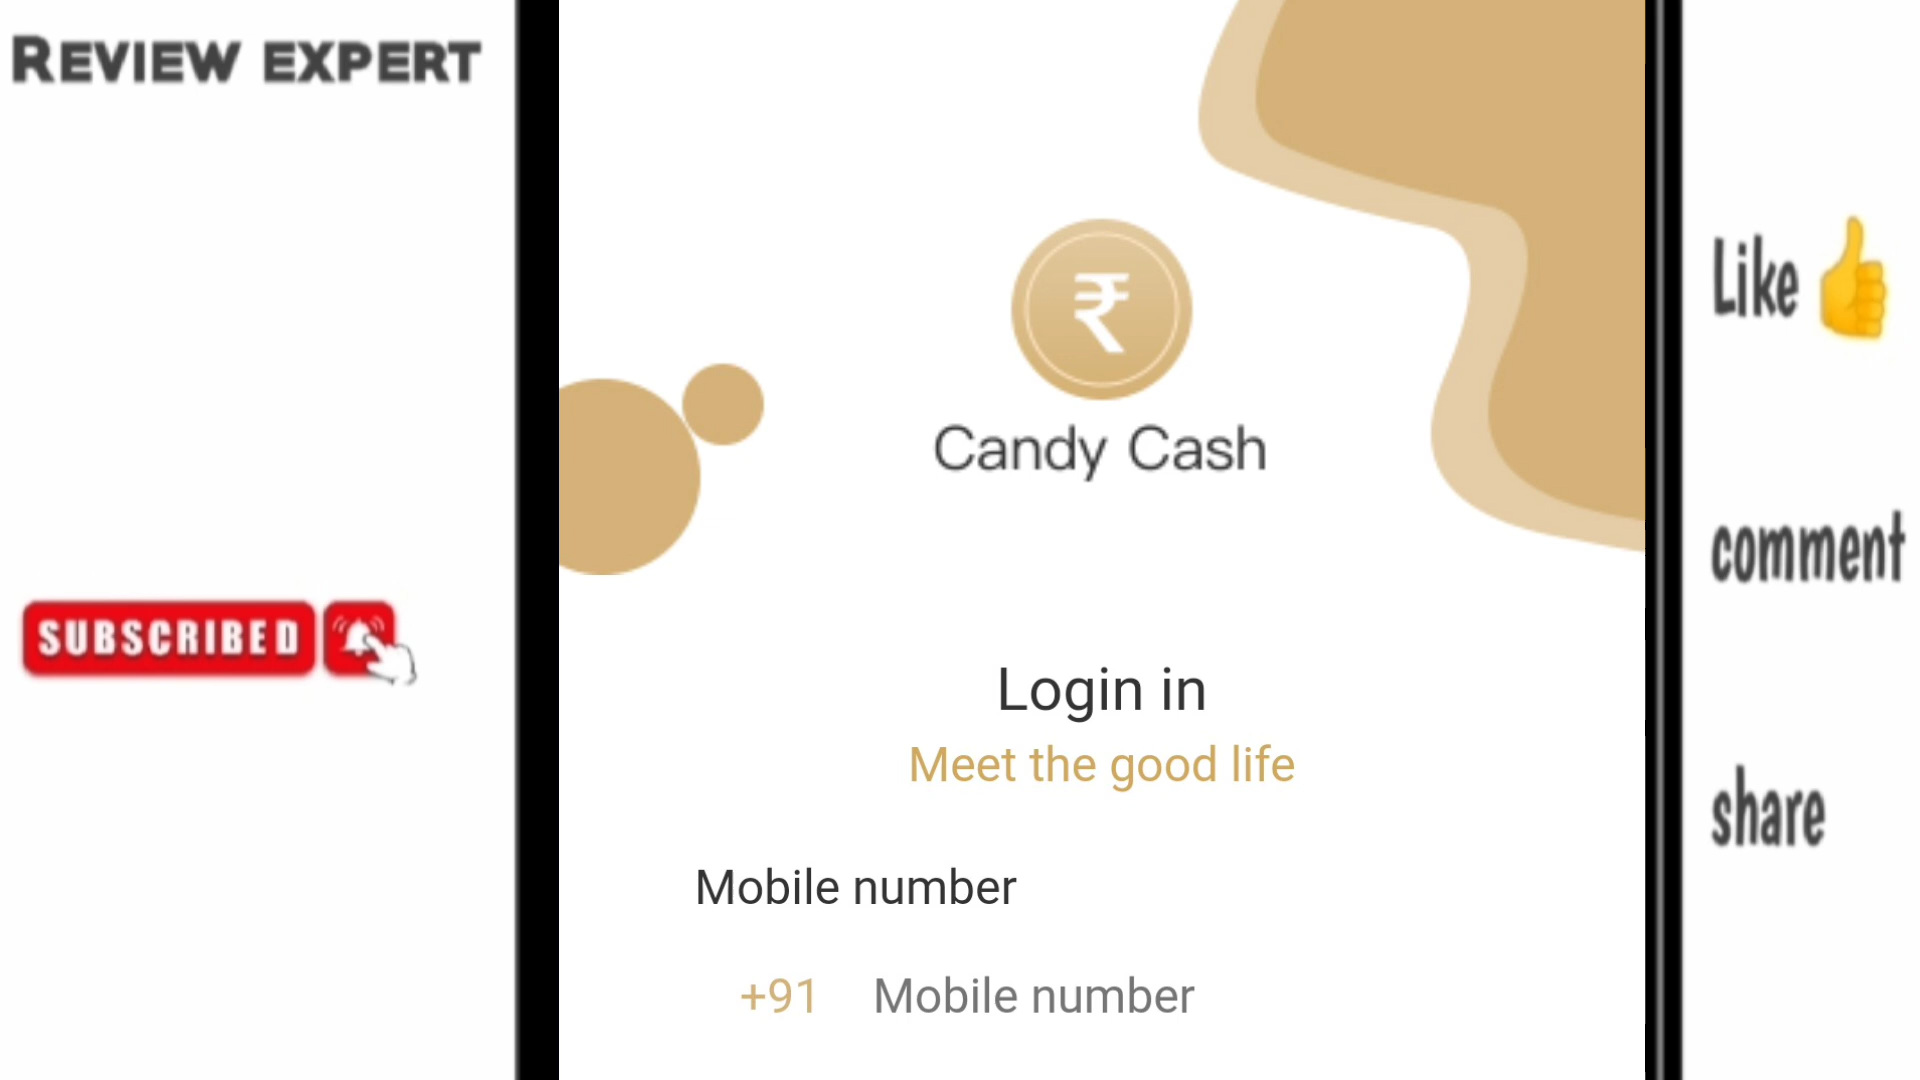 REVIEW EXPERT
SUBSCRIBED
₹
Candy Cash
Login in
Meet the good life
Mobile number
+91 Mobile number
Like 👍
comment
share